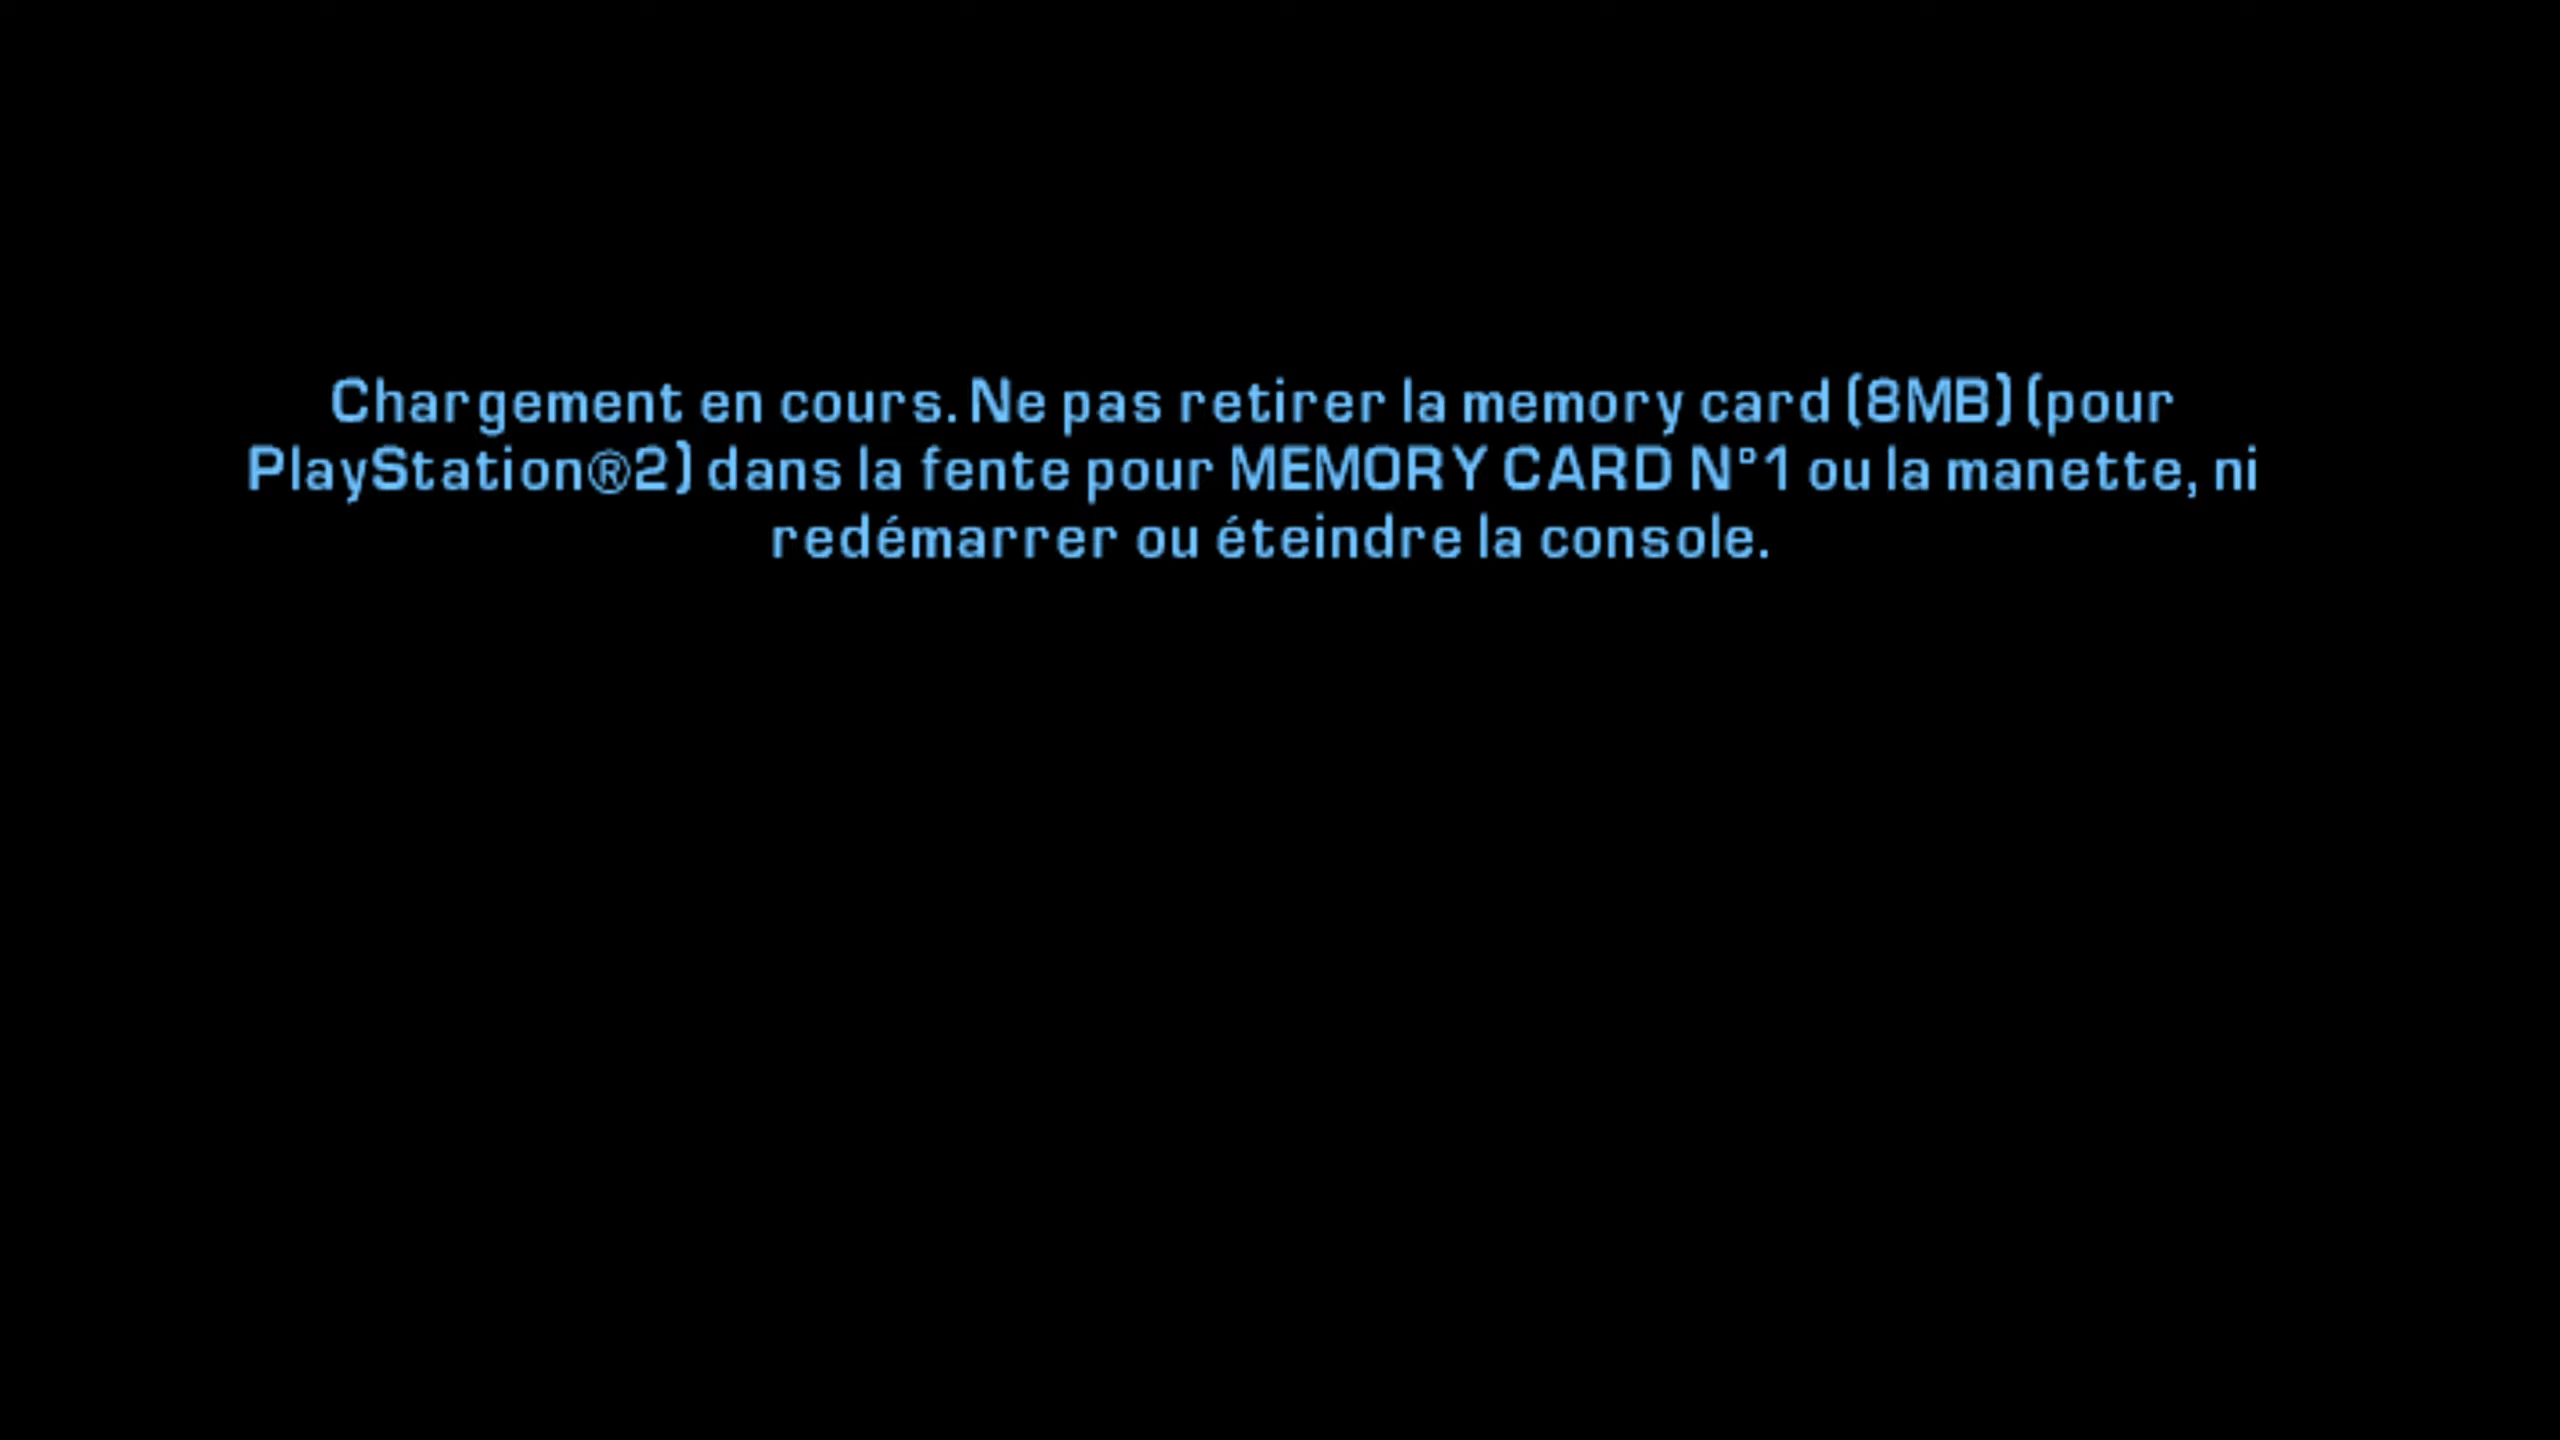 Chargement en cours. Ne pas retirer la memory card (8MB) (pour
PlayStation®2) dans la fente pour MEMORY CARD N°1 ou la manette, ni
redémarrer ou éteindre la console.